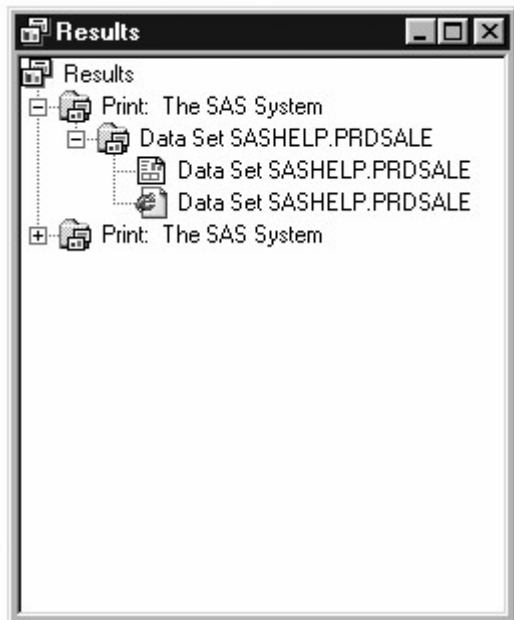 Results
Results
Print: The SAS System
Data Set SASHELP.PRDSALE
Data Set SASHELP.PRDSALE
Data Set SASHELP.PRDSALE
Print: The SAS System